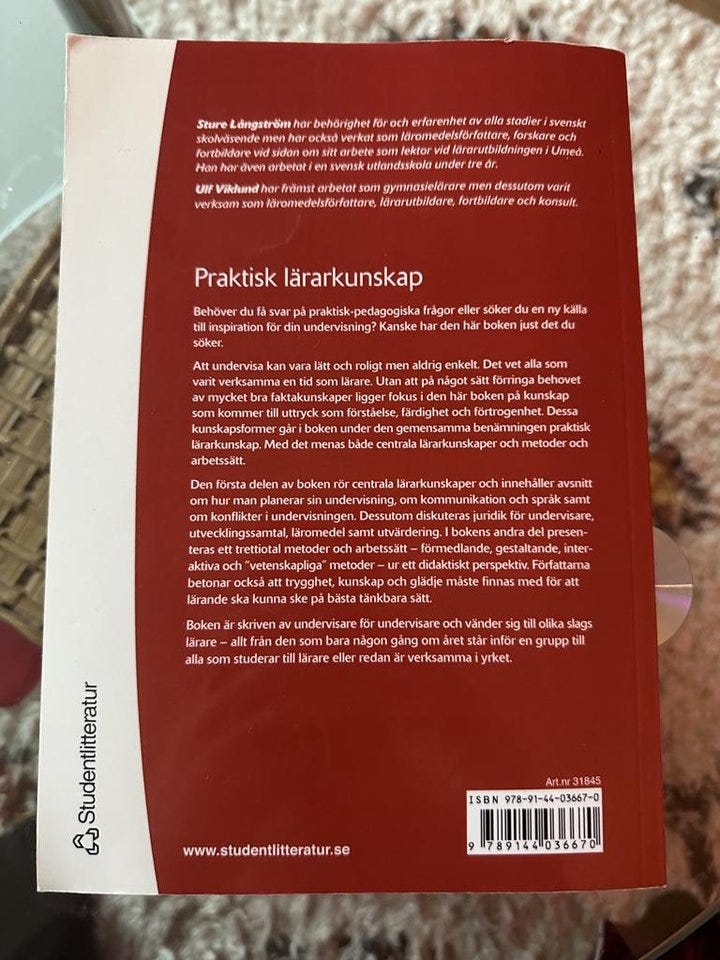 Sture Långström har behörighet för och erfarenhet av alla stadier i svenskt
skolväsende men har också verkat som läromedelsförfattare, forskare och
fortbildare vid sidan om sitt arbete som lektor vid lärarutbildningen i Umeå.
Han har även arbetat i en svensk utlandsskola under tre år.
Ulf Viklund har främst arbetat som gymnasielärare men dessutom varit
verksam som läromedelsförfattare, lärarutbildare, fortbildare och konsult.
Praktisk lärarkunskap
Behöver du få svar på praktisk-pedagogiska frågor eller söker du en ny källa
till inspiration för din undervisning? Kanske har den här boken just det du
söker.
Att undervisa kan vara lätt och roligt men aldrig enkelt. Det vet alla som
varit verksamma en tid som lärare. Utan att på något sätt förringa behovet
av mycket bra faktakunskaper ligger fokus i den här boken på kunskap
som kommer till uttryck som förståelse, färdighet och förtrogenhet. Dessa
kunskapsformer går i boken under den gemensamma benämningen praktisk
lärarkunskap. Med det menas både centrala lärarkunskaper och metoder och
arbetssätt.
Den första delen av boken rör centrala lärarkunskaper och innehåller avsnitt
om hur man planerar sin undervisning, om kommunikation och språk samt
om konflikter i undervisningen. Dessutom diskuteras juridik för undervisare,
utvecklingssamtal, läromedel samt utvärdering. I bokens andra del presen-
teras ett trettiotal metoder och arbetssätt – förmedlande, gestaltande, inter-
aktiva och "vetenskapliga" metoder – ur ett didaktiskt perspektiv. Författarna
betonar också att trygghet, kunskap och glädje måste finnas med för att
lärande ska kunna ske på bästa tänkbara sätt.
Boken är skriven av undervisare för undervisare och vänder sig till olika slags
lärare – allt från den som bara någon gång om året står inför en grupp till
alla som studerar till lärare eller redan är verksamma i yrket.
Studentlitteratur
www.studentlitteratur.se
Art.nr 31845
ISBN 978-91-44-03667-0
9 789144 036670